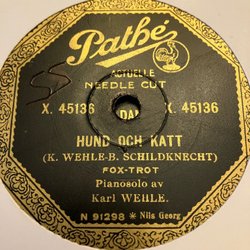 Pathé
ACTUELLE
NEEDLE CUT
X. 45136 DAN X. 45136
HUND OCH KATT
(K. WEHLE-B. SCHILDKNECHT)
FOX-TROT
Pianosolo av
Karl WEHLE.
N 91298 * Nils Georg